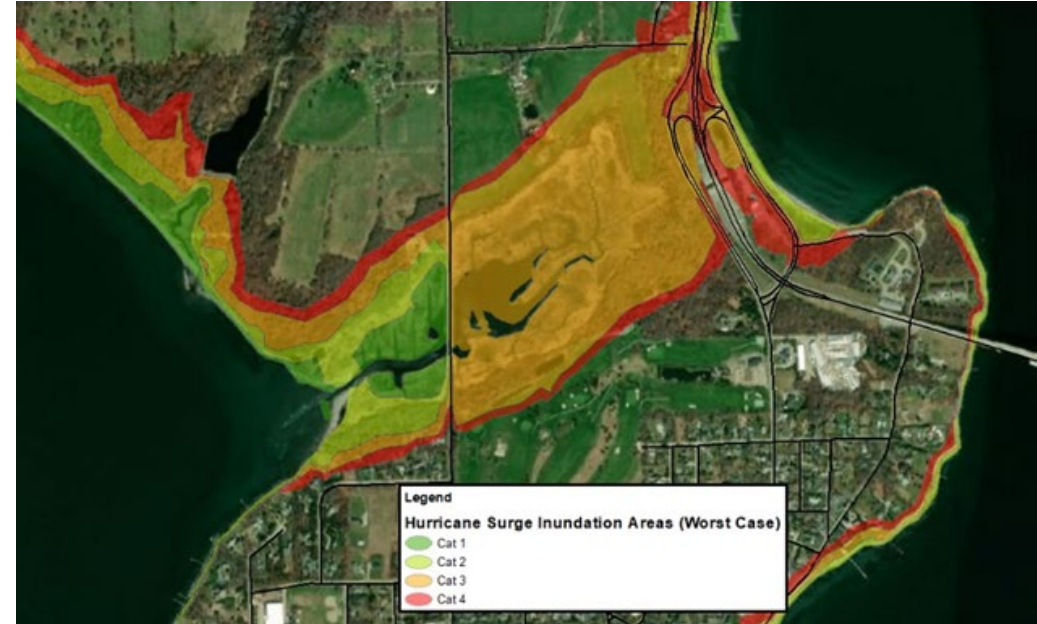 Legend
Hurricane Surge Inundation Areas (Worst Case)
Cat 1
Cat 2
Cat 3
Cat 4